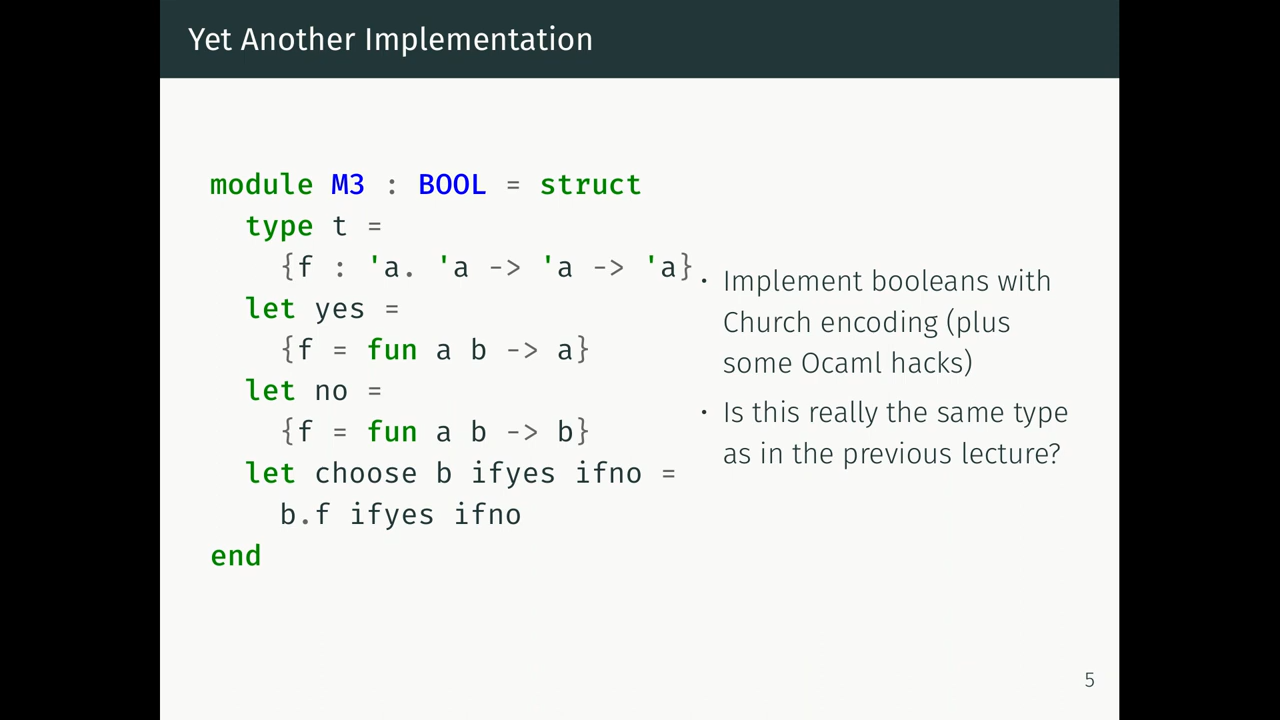 Yet Another Implementation
module M3 : BOOL = struct
type t =
{f : 'a. 'a -> 'a -> 'a}
let yes =
{f = fun a b -> a}
let no =
{f = fun a b -> b}
let choose b ifyes ifno =
b.f ifyes ifno
end
· Implement booleans with
Church encoding (plus
some Ocaml hacks)
· Is this really the same type
as in the previous lecture?
5